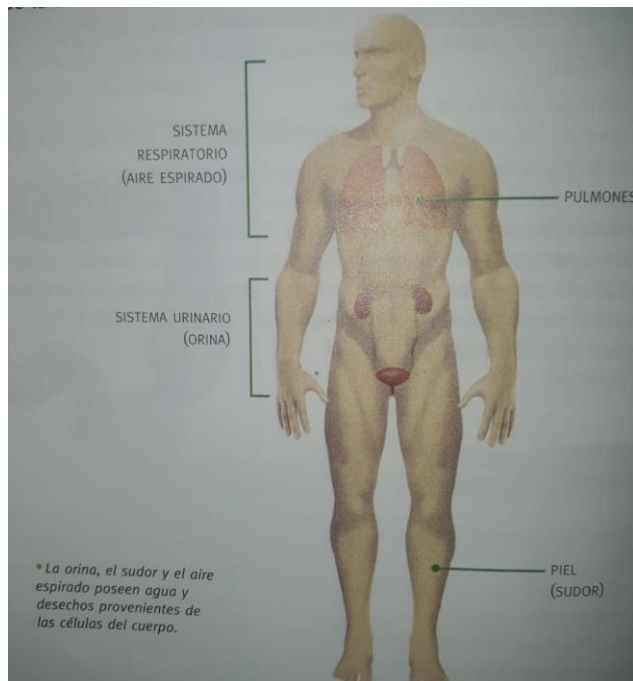 SISTEMA
RESPIRATORIO
(AIRE ESPIRADO)
PULMONES
SISTEMA URINARIO
(ORINA)
• La orina, el sudor y el aire
espirado poseen agua y
desechos provenientes de
las células del cuerpo.
PIEL
(SUDOR)